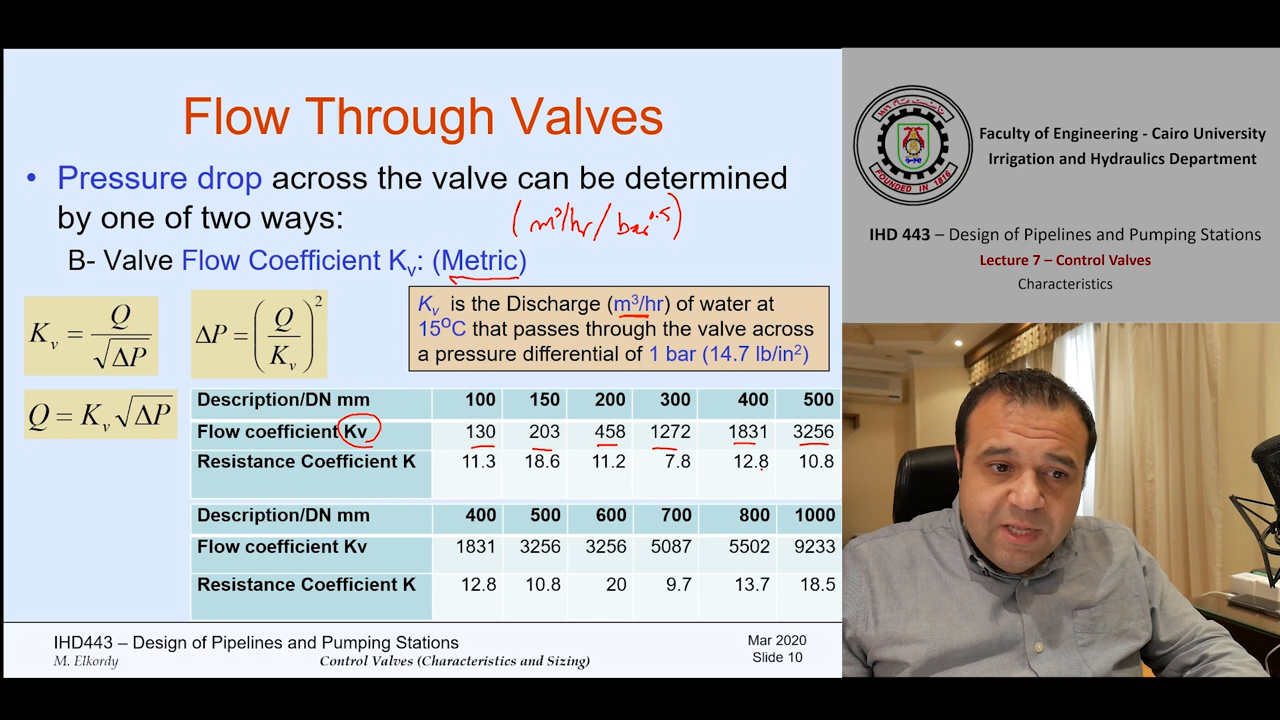 Flow Through Valves
• Pressure drop across the valve can be determined
by one of two ways:
(m³/hr/bar^0.5)
B- Valve Flow Coefficient Kv: (Metric)
Kv = Q / √ΔP
ΔP = (Q / Kv)²
Q = Kv √ΔP
Kv is the Discharge (m³/hr) of water at
15ºC that passes through the valve across
a pressure differential of 1 bar (14.7 lb/in²)
Description/DN mm 100 150 200 300 400 500
Flow coefficient Kv 130 203 458 1272 1831 3256
Resistance Coefficient K 11.3 18.6 11.2 7.8 12.8 10.8
Description/DN mm 400 500 600 700 800 1000
Flow coefficient Kv 1831 3256 3256 5087 5502 9233
Resistance Coefficient K 12.8 10.8 20 9.7 13.7 18.5
IHD443 – Design of Pipelines and Pumping Stations
M. Elkordy
Control Valves (Characteristics and Sizing)
Mar 2020
Slide 10
FOUNDED IN 1816
Faculty of Engineering - Cairo University
Irrigation and Hydraulics Department
IHD 443 – Design of Pipelines and Pumping Stations
Lecture 7 – Control Valves
Characteristics